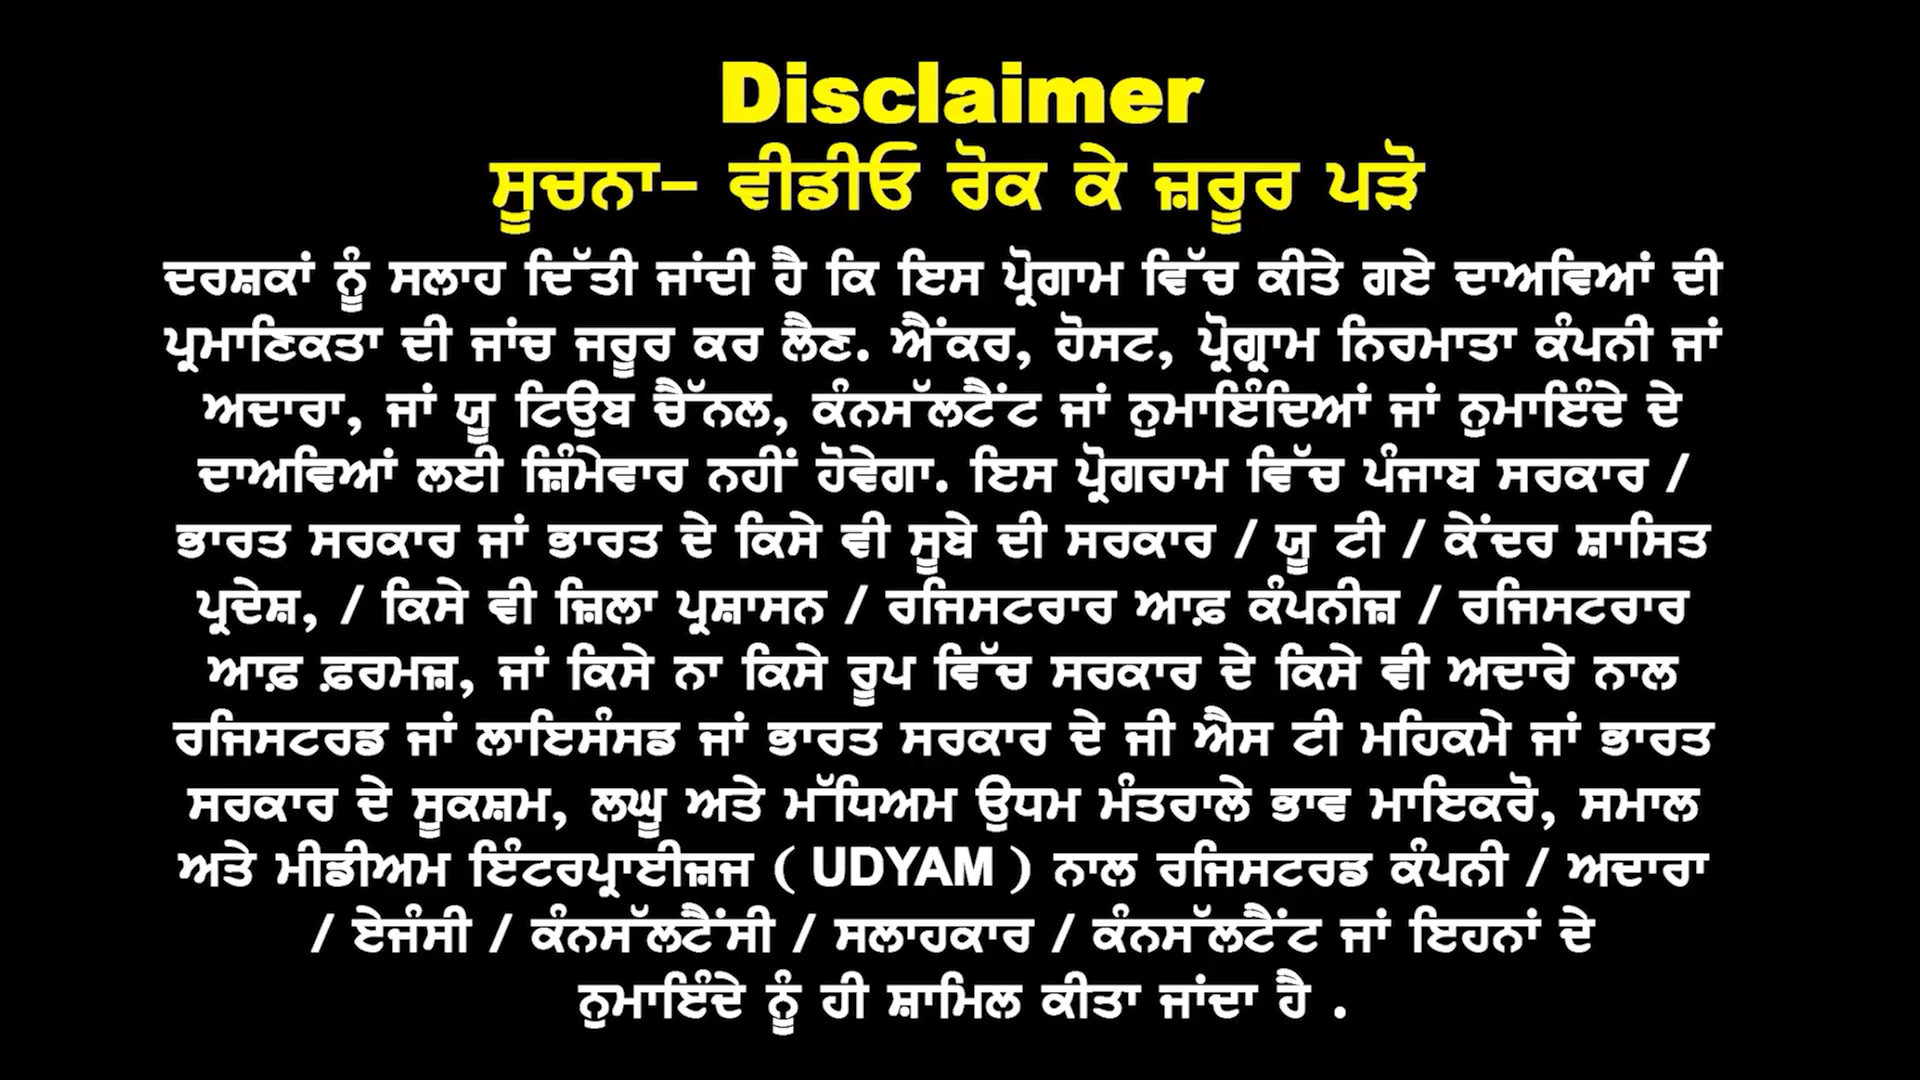 Disclaimer
ਸੂਚਨਾ- ਵੀਡੀਓ ਰੋਕ ਕੇ ਜ਼ਰੂਰ ਪੜੋ
ਦਰਸ਼ਕਾਂ ਨੂੰ ਸਲਾਹ ਦਿੱਤੀ ਜਾਂਦੀ ਹੈ ਕਿ ਇਸ ਪ੍ਰੋਗਾਮ ਵਿੱਚ ਕੀਤੇ ਗਏ ਦਾਅਵਿਆਂ ਦੀ
ਪ੍ਰਮਾਣਿਕਤਾ ਦੀ ਜਾਂਚ ਜਰੂਰ ਕਰ ਲੈਣ. ਐਂਕਰ, ਹੋਸਟ, ਪ੍ਰੋਗ੍ਰਾਮ ਨਿਰਮਾਤਾ ਕੰਪਨੀ ਜਾਂ
ਅਦਾਰਾ, ਜਾਂ ਯੂ ਟਿਊਬ ਚੈੱਨਲ, ਕੰਨਸੱਲਟੈਂਟ ਜਾਂ ਨੁਮਾਇੰਦਿਆਂ ਜਾਂ ਨੁਮਾਇੰਦੇ ਦੇ
ਦਾਅਵਿਆਂ ਲਈ ਜ਼ਿੰਮੇਵਾਰ ਨਹੀਂ ਹੋਵੇਗਾ. ਇਸ ਪ੍ਰੋਗਰਾਮ ਵਿੱਚ ਪੰਜਾਬ ਸਰਕਾਰ /
ਭਾਰਤ ਸਰਕਾਰ ਜਾਂ ਭਾਰਤ ਦੇ ਕਿਸੇ ਵੀ ਸੂਬੇ ਦੀ ਸਰਕਾਰ / ਯੂ ਟੀ / ਕੇਂਦਰ ਸ਼ਾਸਿਤ
ਪ੍ਰਦੇਸ਼, / ਕਿਸੇ ਵੀ ਜ਼ਿਲਾ ਪ੍ਰਸ਼ਾਸਨ / ਰਜਿਸਟਰਾਰ ਆਫ਼ ਕੰਪਨੀਜ਼ / ਰਜਿਸਟਰਾਰ
ਆਫ਼ ਫ਼ਰਮਜ਼, ਜਾਂ ਕਿਸੇ ਨਾ ਕਿਸੇ ਰੂਪ ਵਿੱਚ ਸਰਕਾਰ ਦੇ ਕਿਸੇ ਵੀ ਅਦਾਰੇ ਨਾਲ
ਰਜਿਸਟਰਡ ਜਾਂ ਲਾਇਸੰਸਡ ਜਾਂ ਭਾਰਤ ਸਰਕਾਰ ਦੇ ਜੀ ਐਸ ਟੀ ਮਹਿਕਮੇ ਜਾਂ ਭਾਰਤ
ਸਰਕਾਰ ਦੇ ਸੂਕਸ਼ਮ, ਲਘੂ ਅਤੇ ਮੱਧਿਅਮ ਉਧਮ ਮੰਤਰਾਲੇ ਭਾਵ ਮਾਇਕਰੋ, ਸਮਾਲ
ਅਤੇ ਮੀਡੀਅਮ ਇੰਟਰਪ੍ਰਾਈਜ਼ਜ ( UDYAM ) ਨਾਲ ਰਜਿਸਟਰਡ ਕੰਪਨੀ / ਅਦਾਰਾ
/ ਏਜੰਸੀ / ਕੰਨਸੱਲਟੈਂਸੀ / ਸਲਾਹਕਾਰ / ਕੰਨਸੱਲਟੈਂਟ ਜਾਂ ਇਹਨਾਂ ਦੇ
ਨੁਮਾਇੰਦੇ ਨੂੰ ਹੀ ਸ਼ਾਮਿਲ ਕੀਤਾ ਜਾਂਦਾ ਹੈ .